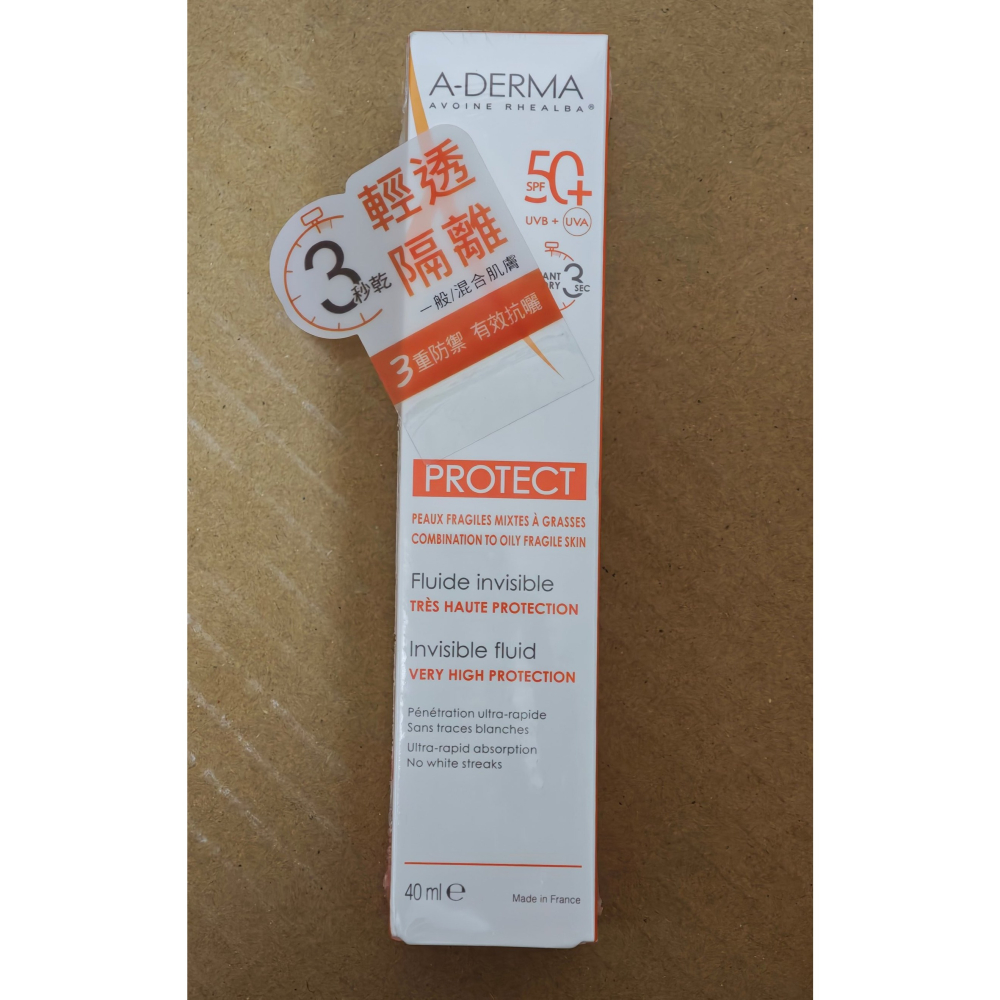 A-DERMA
AVOINE RHEALBA®
SPF 50+
UVB + UVA
3 SEC
3秒乾
輕透
隔離
一般/混合肌膚
3重防禦 有效抗曬
PROTECT
PEAUX FRAGILES MIXTES À GRASSES
COMBINATION TO OILY FRAGILE SKIN
Fluide invisible
TRÈS HAUTE PROTECTION
Invisible fluid
VERY HIGH PROTECTION
Pénétration ultra-rapide
Sans traces blanches
Ultra-rapid absorption
No white streaks
40 ml e
Made in France